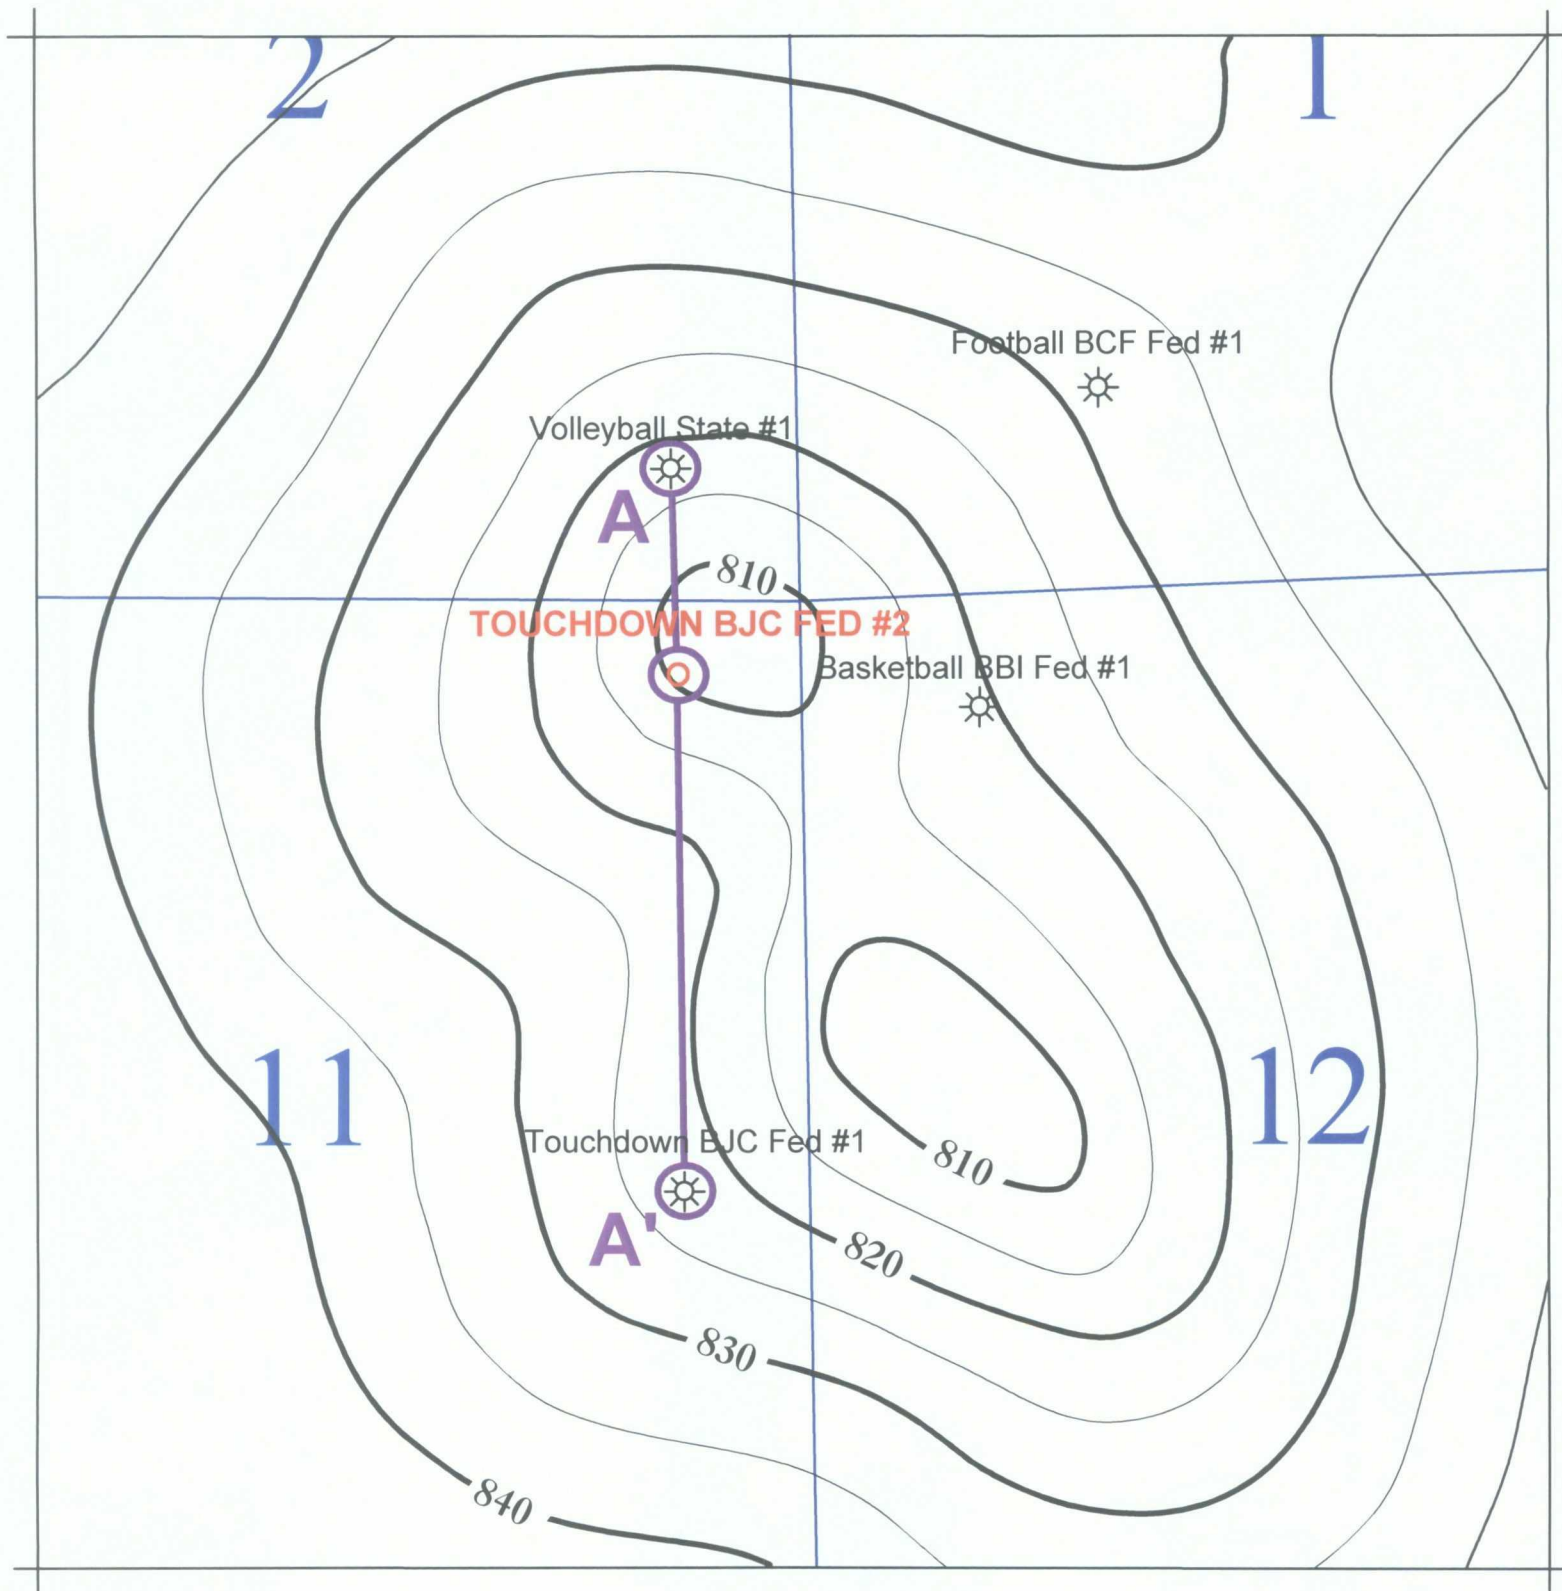 2
1
Football BCF Fed #1
Volleyball State #1
A
810
TOUCHDOWN BJC FED #2
Basketball BBI Fed #1
11
12
Touchdown BJC Fed #1
810
A'
820
830
840